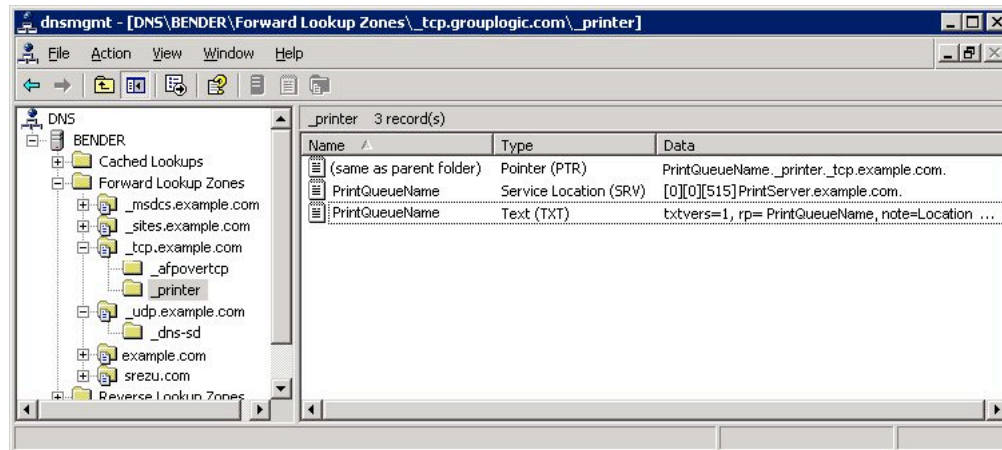 dnsmgmt - [DNS\BENDER\Forward Lookup Zones\_tcp.grouplogic.com\_printer]
File Action View Window Help
DNS
BENDER
Cached Lookups
Forward Lookup Zones
_msdcs.example.com
_sites.example.com
_tcp.example.com
_afpovertcp
_printer
_udp.example.com
_dns-sd
example.com
srezu.com
Reverse Lookup Zones
_printer 3 record(s)
Name Type Data
(same as parent folder) Pointer (PTR) PrintQueueName._printer._tcp.example.com.
PrintQueueName Service Location (SRV) [0][0][515]PrintServer.example.com.
PrintQueueName Text (TXT) txtvers=1, rp= PrintQueueName, note=Location ...